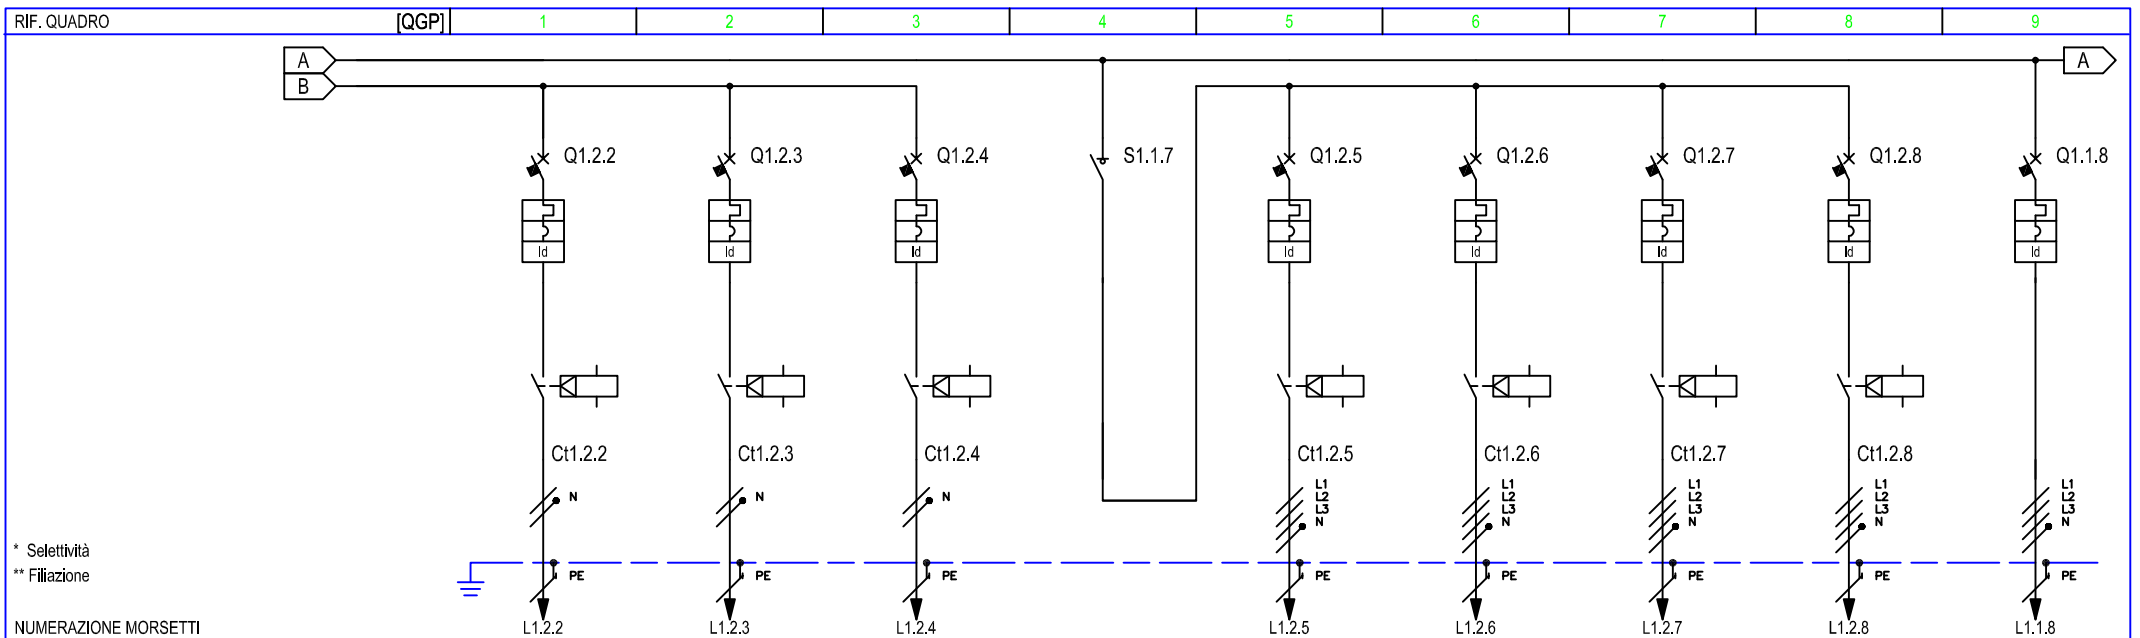 RIF. QUADRO [QGP] 1 2 3 4 5 6 7 8 9
A A
B
Q1.2.2 Q1.2.3 Q1.2.4 S1.1.7 Q1.2.5 Q1.2.6 Q1.2.7 Q1.2.8 Q1.1.8
Id Id Id Id Id Id Id Id
Ct1.2.2 Ct1.2.3 Ct1.2.4 Ct1.2.5 Ct1.2.6 Ct1.2.7 Ct1.2.8
L1 L1 L1 L1 L1
N N N L2 L2 L2 L2 L2
L3 L3 L3 L3 L3
N N N N N
* Selettività
** Filiazione
PE PE PE PE PE PE PE PE
NUMERAZIONE MORSETTI L1.2.2 L1.2.3 L1.2.4 L1.2.5 L1.2.6 L1.2.7 L1.2.8 L1.1.8